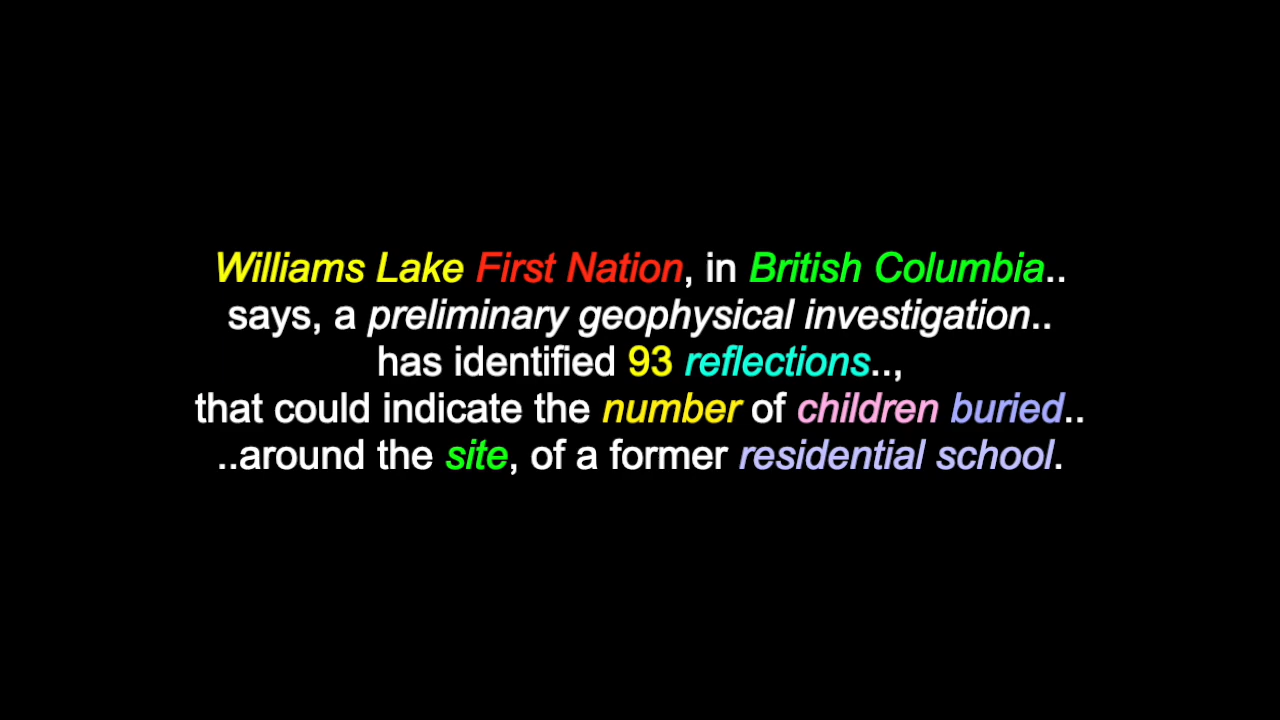 Williams Lake First Nation, in British Columbia..
says, a preliminary geophysical investigation..
has identified 93 reflections..,
that could indicate the number of children buried..
..around the site, of a former residential school.